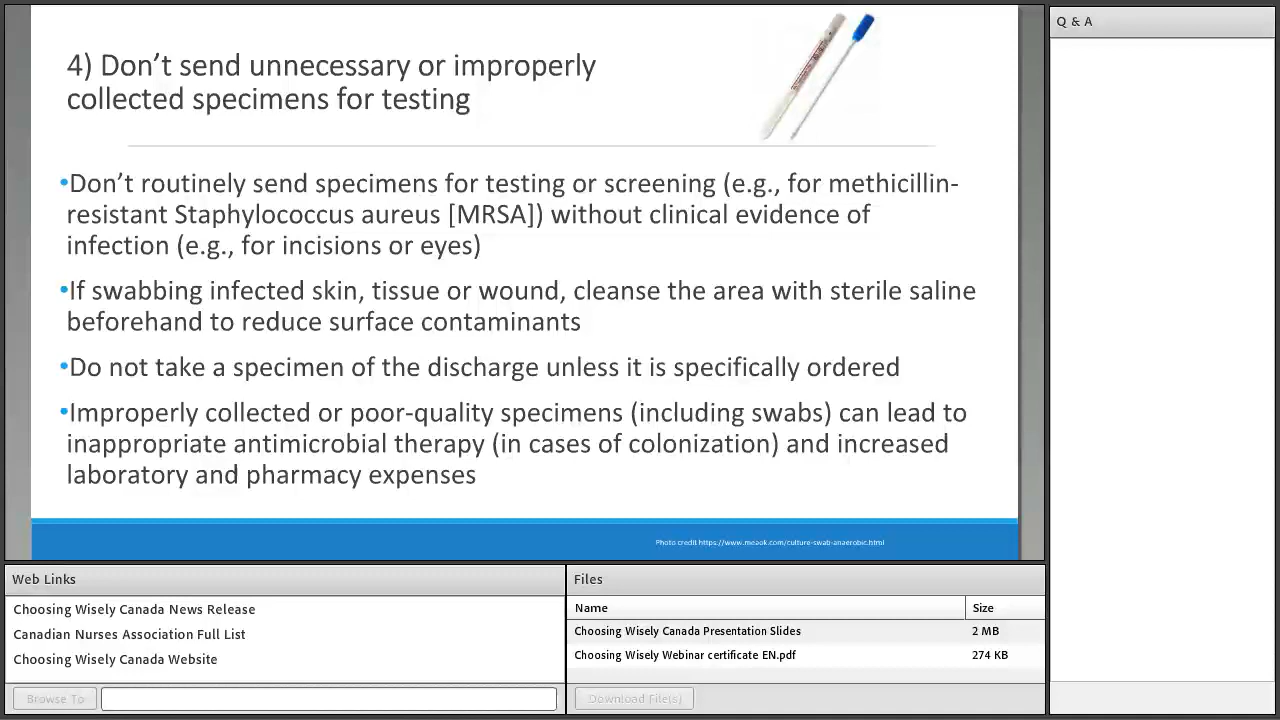 4) Don’t send unnecessary or improperly
collected specimens for testing
•Don’t routinely send specimens for testing or screening (e.g., for methicillin-
resistant Staphylococcus aureus [MRSA]) without clinical evidence of
infection (e.g., for incisions or eyes)
•If swabbing infected skin, tissue or wound, cleanse the area with sterile saline
beforehand to reduce surface contaminants
•Do not take a specimen of the discharge unless it is specifically ordered
•Improperly collected or poor-quality specimens (including swabs) can lead to
inappropriate antimicrobial therapy (in cases of colonization) and increased
laboratory and pharmacy expenses
Photo credit https://www.meaok.com/culture-swab-anaerobic.html
Q & A
Web Links
Choosing Wisely Canada News Release
Canadian Nurses Association Full List
Choosing Wisely Canada Website
Browse To
Files
Name Size
Choosing Wisely Canada Presentation Slides 2 MB
Choosing Wisely Webinar certificate EN.pdf 274 KB
Download File(s)